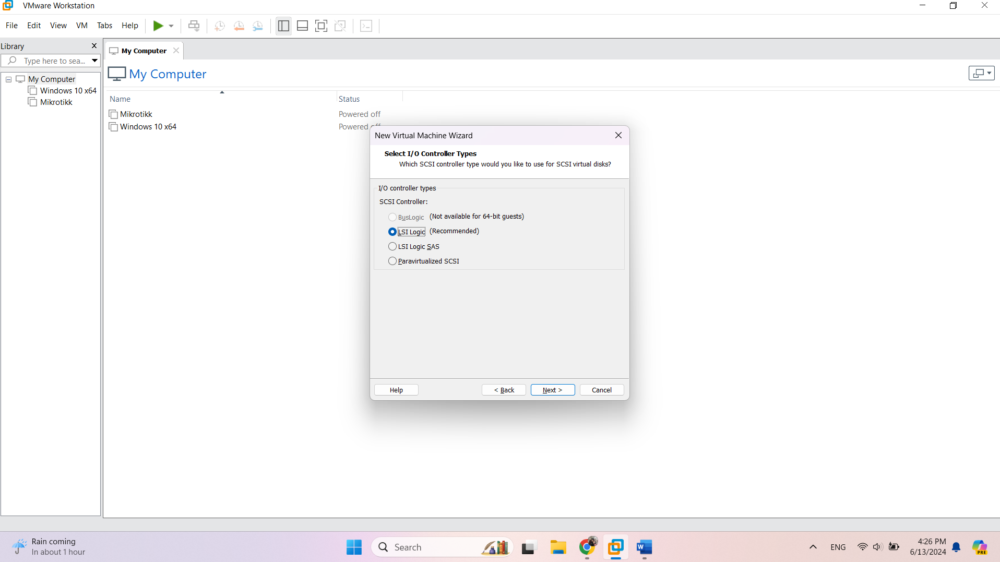 VMware Workstation
File Edit View VM Tabs Help
Library
Type here to sea...
My Computer
Windows 10 x64
Mikrotikk
My Computer
My Computer
Name Status
Mikrotikk Powered off
Windows 10 x64 Powered off
New Virtual Machine Wizard
Select I/O Controller Types
Which SCSI controller type would you like to use for SCSI virtual disks?
I/O controller types
SCSI Controller:
BusLogic (Not available for 64-bit guests)
LSI Logic (Recommended)
LSI Logic SAS
Paravirtualized SCSI
Help < Back Next > Cancel
Rain coming
In about 1 hour
Search
W
ENG
4:26 PM
6/13/2024
PRE